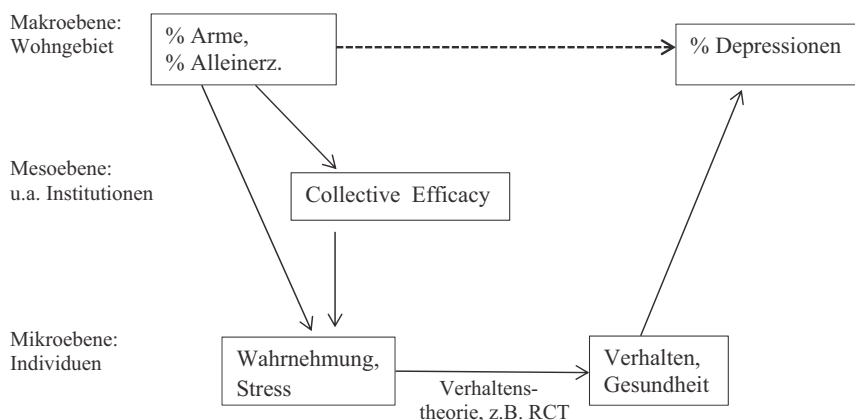 Makroebene:
Wohngebiet
% Arme,
% Alleinerz.
% Depressionen
Mesoebene:
u.a. Institutionen
Collective Efficacy
Mikroebene:
Individuen
Wahrnehmung,
Stress
Verhaltens-
theorie, z.B. RCT
Verhalten,
Gesundheit